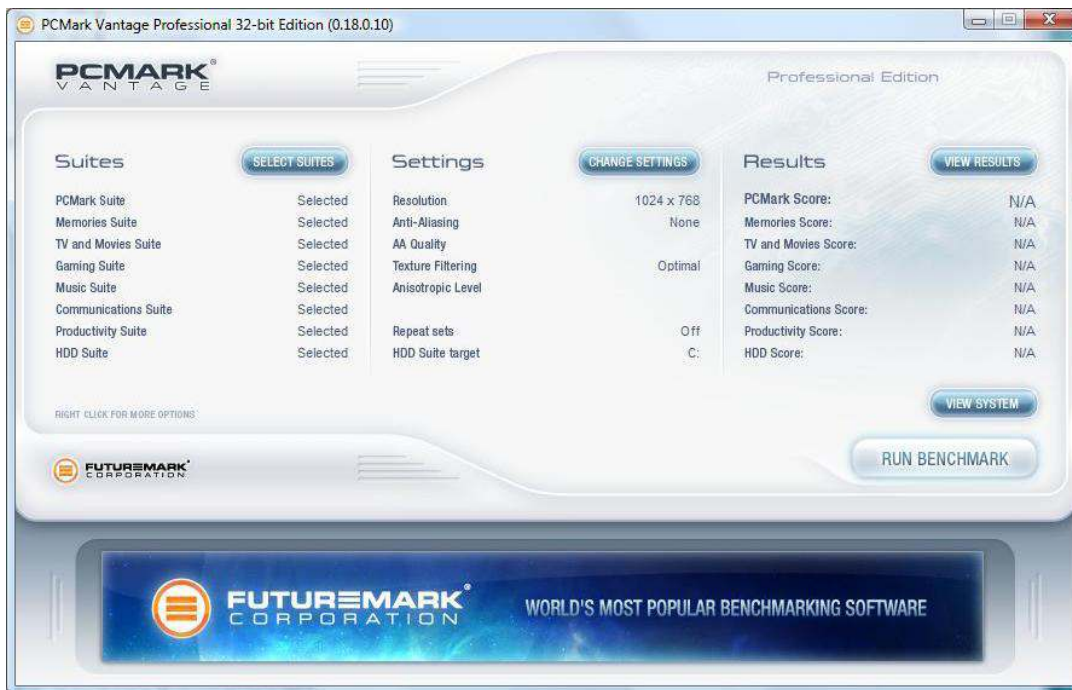 PCMark Vantage Professional 32-bit Edition (0.18.0.10)
PCMARK®
VANTAGE
Professional Edition
Suites
SELECT SUITES
PCMark Suite Selected
Memories Suite Selected
TV and Movies Suite Selected
Gaming Suite Selected
Music Suite Selected
Communications Suite Selected
Productivity Suite Selected
HDD Suite Selected
RIGHT CLICK FOR MORE OPTIONS
Settings
CHANGE SETTINGS
Resolution 1024 x 768
Anti-Aliasing None
AA Quality
Texture Filtering Optimal
Anisotropic Level
Repeat sets Off
HDD Suite target C:
Results
VIEW RESULTS
PCMark Score: N/A
Memories Score: N/A
TV and Movies Score: N/A
Gaming Score: N/A
Music Score: N/A
Communications Score: N/A
Productivity Score: N/A
HDD Score: N/A
VIEW SYSTEM
RUN BENCHMARK
FUTUREMARK®
CORPORATION
FUTUREMARK®
CORPORATION
WORLD'S MOST POPULAR BENCHMARKING SOFTWARE